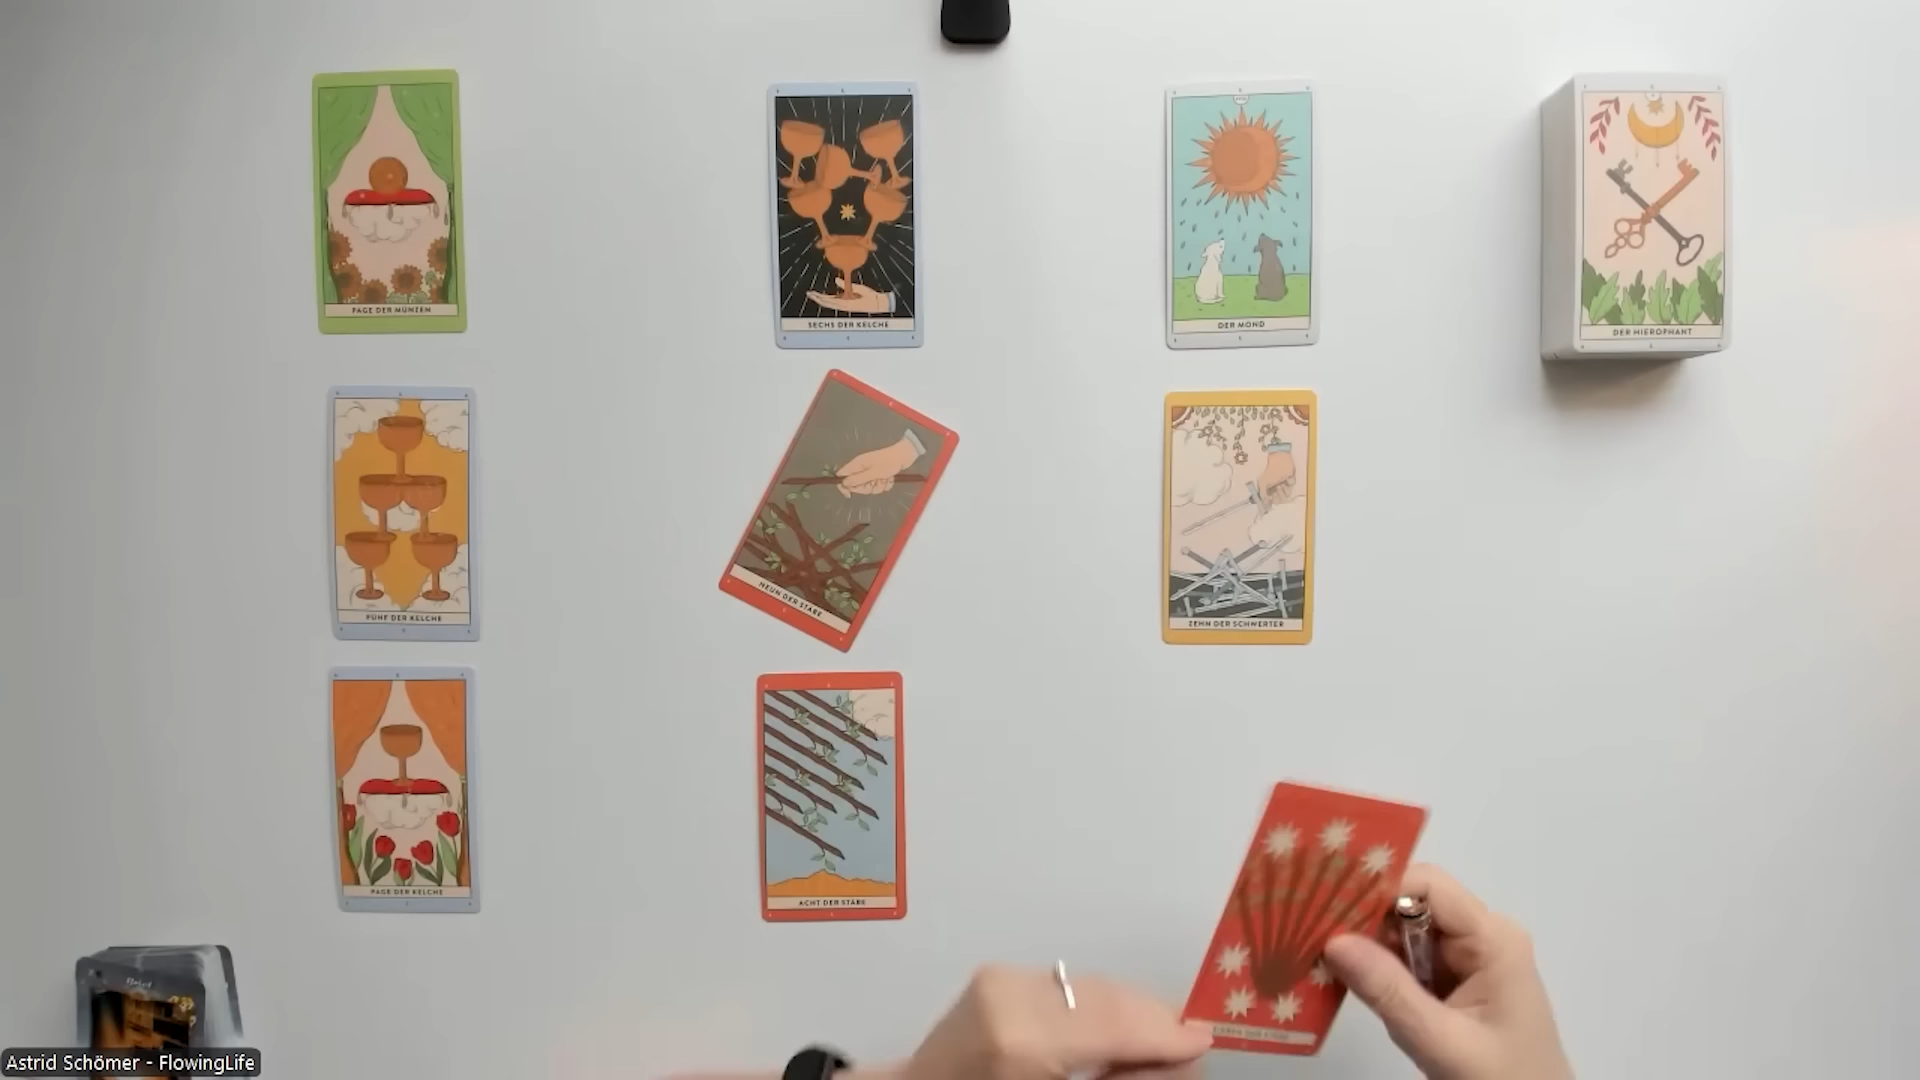 PAGE DER MÜNZEN
SECHS DER KELCHE
XVIII
DER MOND
DER HIEROPHANT
FÜNF DER KELCHE
NEUN DER STÄBE
ZEHN DER SCHWERTER
PAGE DER KELCHE
ACHT DER STÄBE
Astrid Schömer - FlowingLife